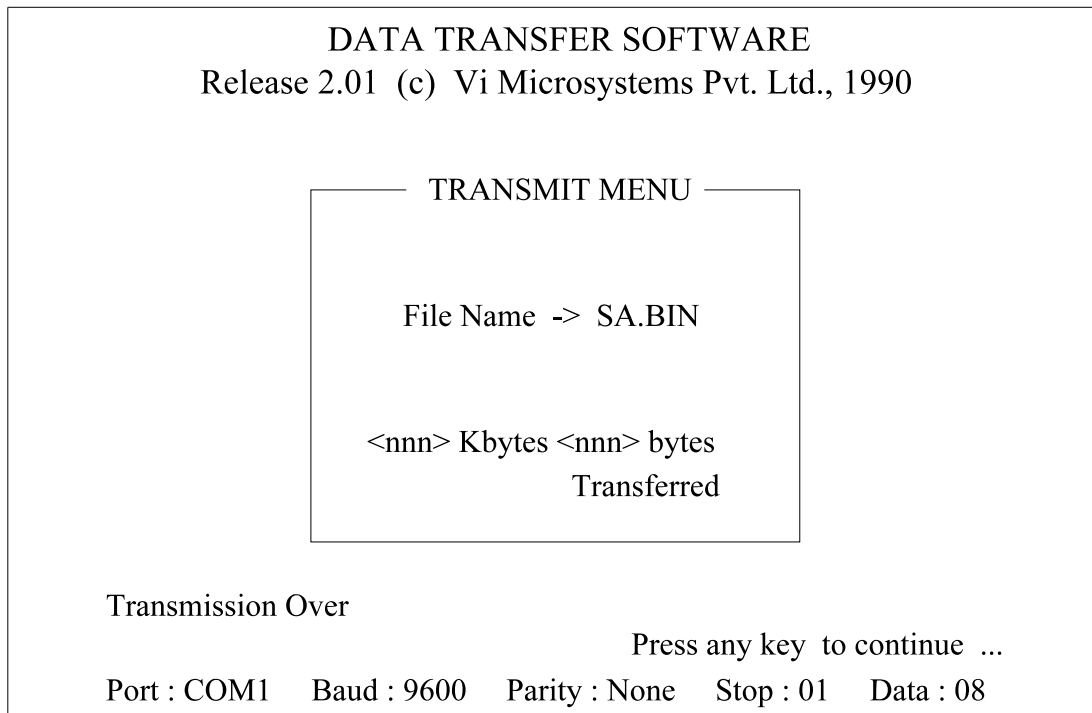 DATA TRANSFER SOFTWARE
Release 2.01 (c) Vi Microsystems Pvt. Ltd., 1990
TRANSMIT MENU
File Name -> SA.BIN
<nnn> Kbytes <nnn> bytes
Transferred
Transmission Over
Press any key to continue ...
Port : COM1 Baud : 9600 Parity : None Stop : 01 Data : 08